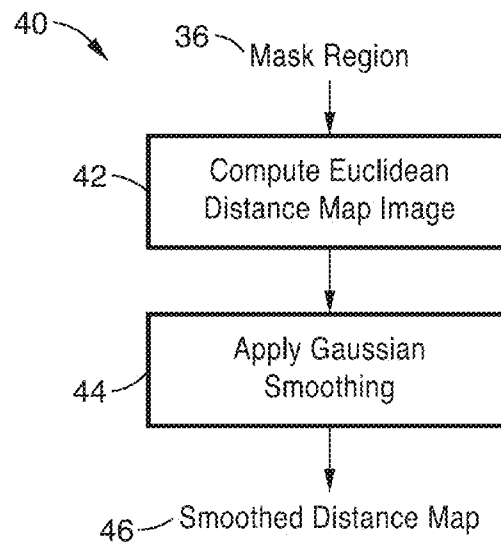 40
36 Mask Region
42 Compute Euclidean
Distance Map Image
Apply Gaussian
44 Smoothing
46 Smoothed Distance Map